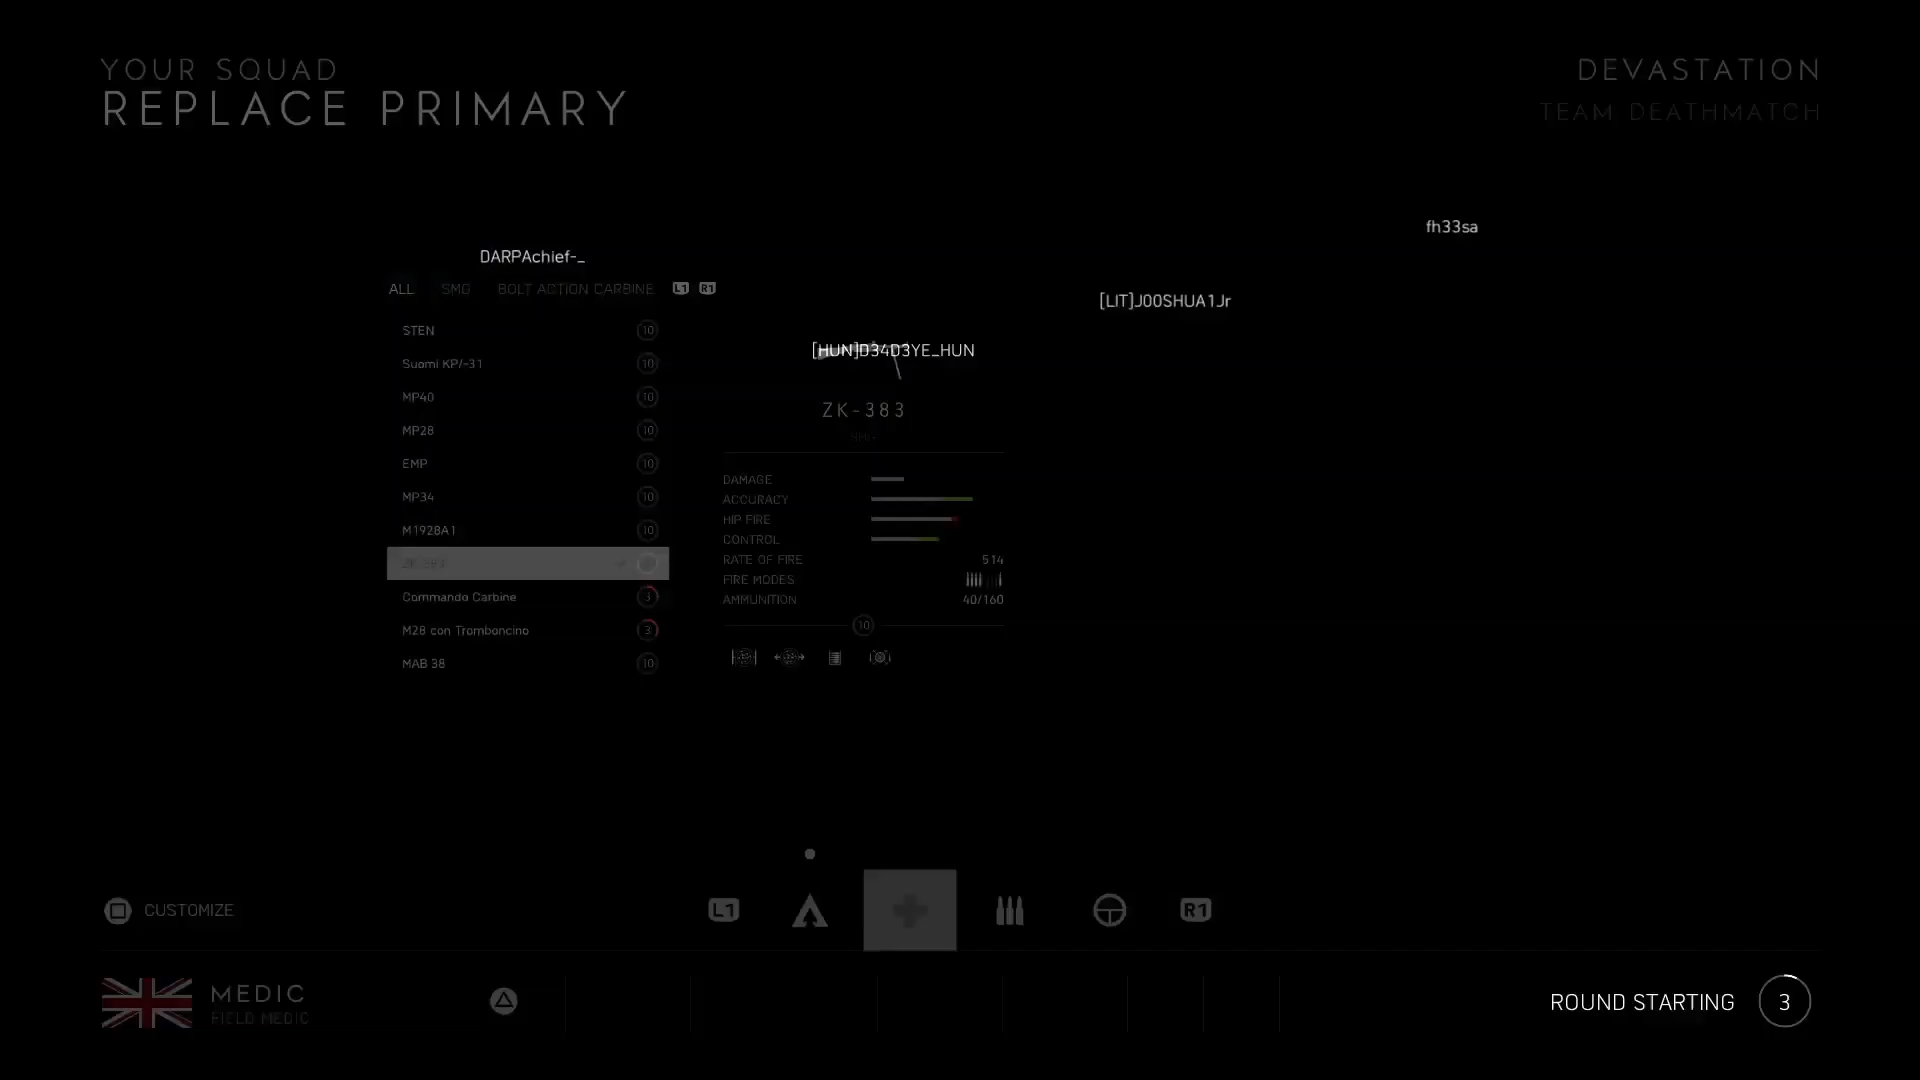 YOUR SQUAD
REPLACE PRIMARY
DEVASTATION
TEAM DEATHMATCH
fh33sa
DARPAchief-_
ALL SMG BOLT ACTION CARBINE L1 R1
[LIT]J00SHUA1Jr
STEN 10
Suomi KP/-31 10
[HUN]D34D3YE_HUN
MP40 10
ZK-383
MP28 10
EMP 10
MP34 10
M1928A1 10
ZK-383
Commando Carbine 3
M28 con Tromboncino 3
MAB 38 10
DAMAGE
ACCURACY
HIP FIRE
CONTROL
RATE OF FIRE 514
FIRE MODES
AMMUNITION 40/160
10
CUSTOMIZE
L1 R1
MEDIC
FIELD MEDIC
ROUND STARTING 3